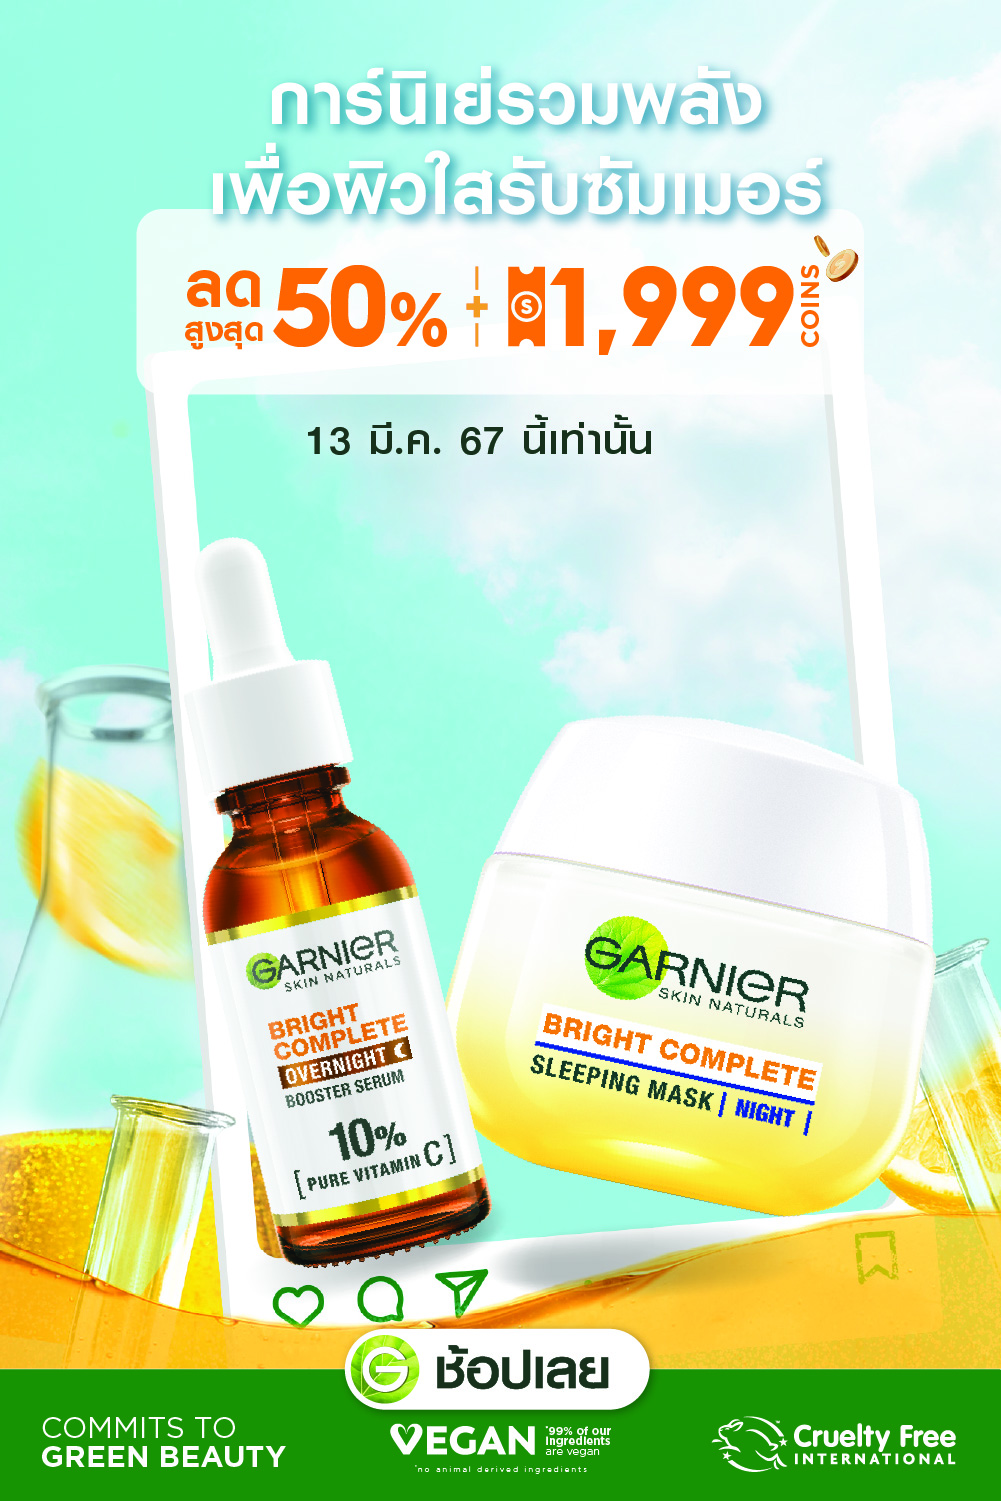 การ์นิเย่รวมพลัง
เพื่อผิวใสรับซัมเมอร์
ลดสูงสุด 50% + S 1,999 COINS
13 มี.ค. 67 นี้เท่านั้น
GARNIER
SKIN NATURALS
BRIGHT
COMPLETE
OVERNIGHT
BOOSTER SERUM
10%
[PURE VITAMIN C]
GARNIER
SKIN NATURALS
BRIGHT COMPLETE
SLEEPING MASK | NIGHT |
G ช้อปเลย
COMMITS TO
GREEN BEAUTY
VEGAN
*99% of our
Ingredients
are vegan
*no animal derived ingredients
Cruelty Free
INTERNATIONAL